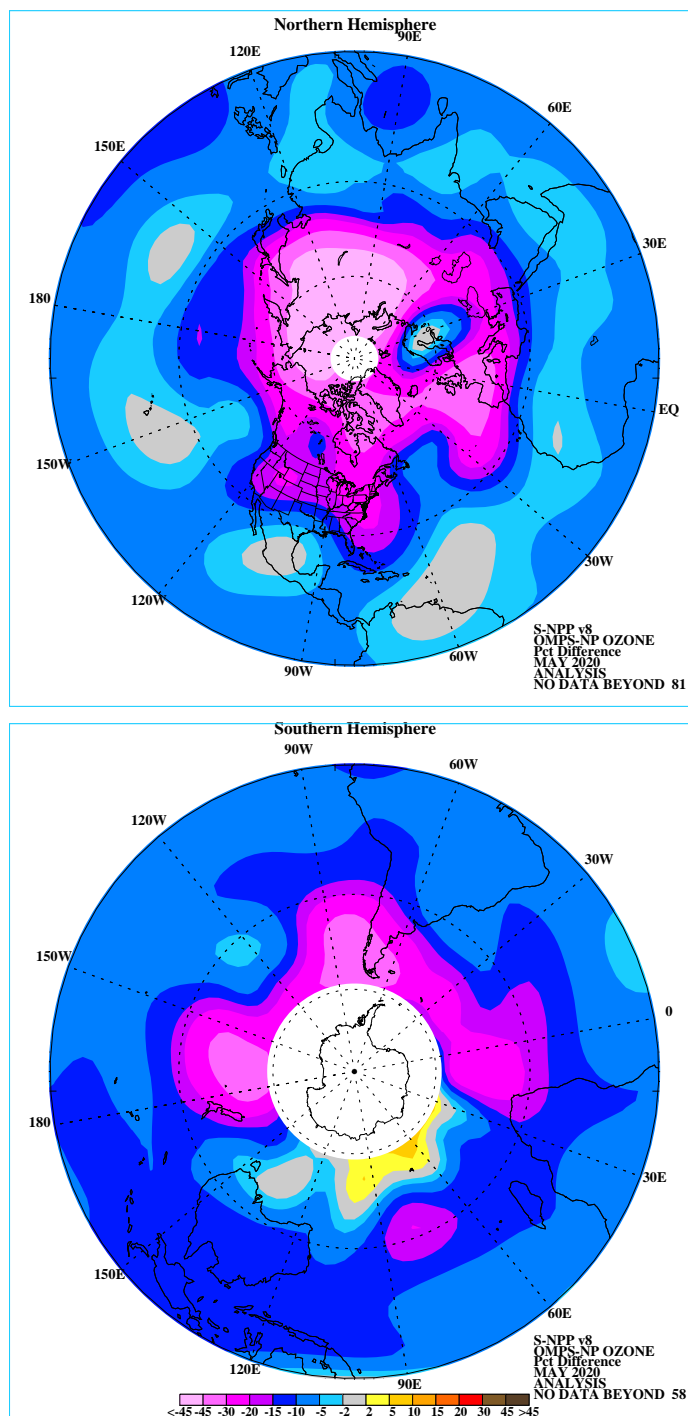 Northern Hemisphere
90E
120E
60E
150E
30E
180
EQ
150W
30W
120W
60W
90W
S-NPP v8
OMPS-NP OZONE
Pct Difference
MAY 2020
ANALYSIS
NO DATA BEYOND 81
Southern Hemisphere
90W
60W
120W
30W
150W
0
180
30E
150E
60E
120E
90E
S-NPP v8
OMPS-NP OZONE
Pct Difference
MAY 2020
ANALYSIS
NO DATA BEYOND 58
<-45 -45 -30 -20 -15 -10 -5 -2 2 5 10 15 20 30 45 >45